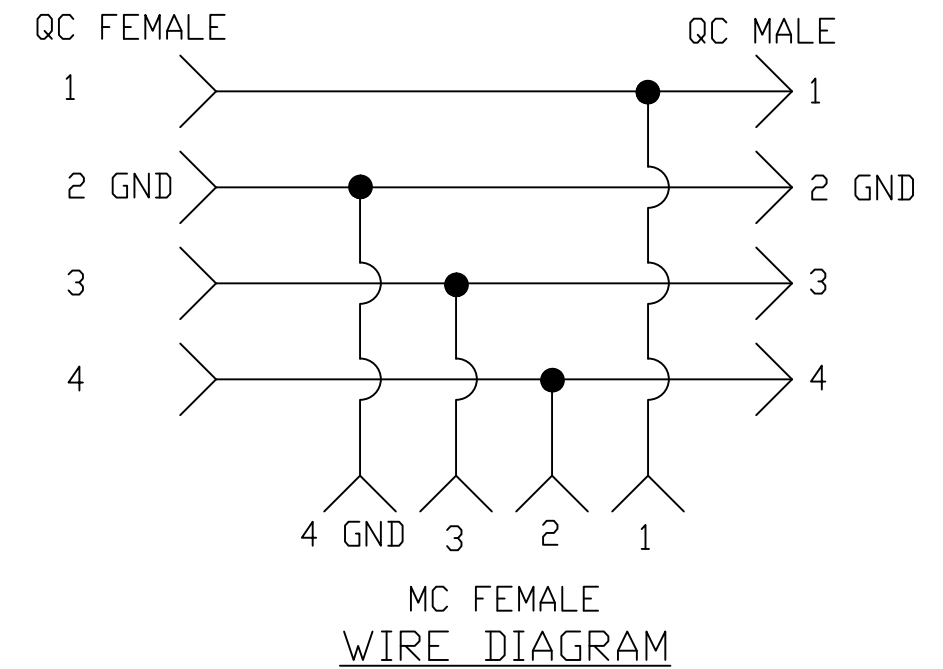 QC FEMALE QC MALE
1 1
2 GND 2 GND
3 3
4 4
4 GND 3 2 1
MC FEMALE
WIRE DIAGRAM